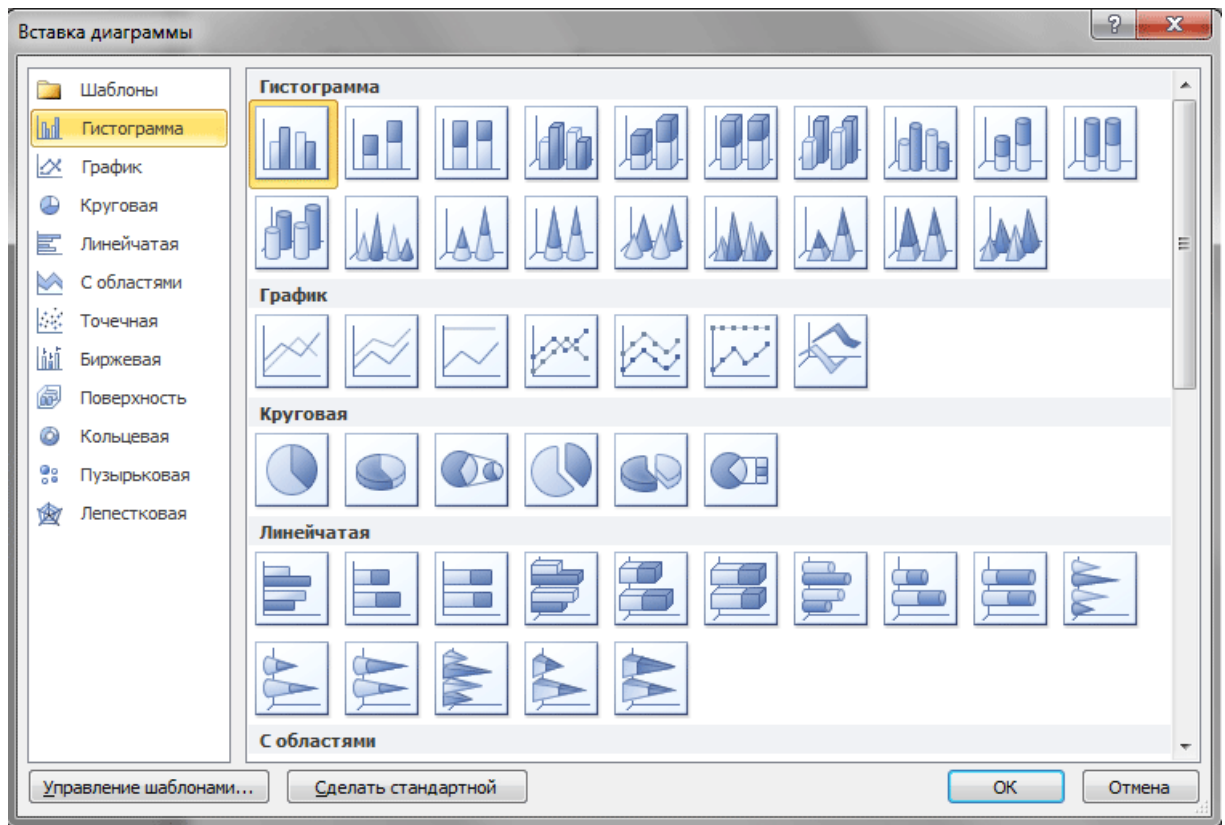 Вставка диаграммы
Шаблоны
Гистограмма
График
Круговая
Линейчатая
С областями
Точечная
Биржевая
Поверхность
Кольцевая
Пузырьковая
Лепестковая
Гистограмма
График
Круговая
Линейчатая
С областями
Управление шаблонами...
Сделать стандартной
ОК
Отмена